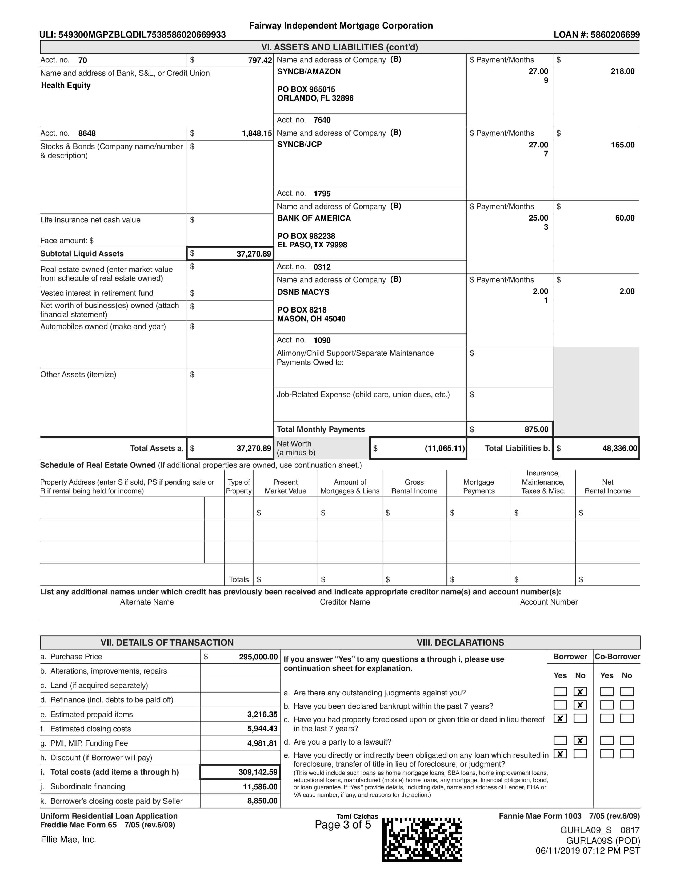 Fairway Independent Mortgage Corporation
ULI: 549300MGPZBLQDIL7538586020669933 LOAN #: 5860206699
VI. ASSETS AND LIABILITIES (cont'd)
Acct. no. 70 $ 797.42 Name and address of Company (B) $ Payment/Months $
Name and address of Bank, S&L, or Credit Union SYNCB/AMAZON 27.00 218.00
9
Health Equity PO BOX 965015
ORLANDO, FL 32896
Acct. no. 7640
Acct. no. 8648 $ 1,848.15 Name and address of Company (B) $ Payment/Months $
Stocks & Bonds (Company name/number $ SYNCB/JCP 27.00 165.00
& description) 7
Acct. no. 1795
Name and address of Company (B) $ Payment/Months $
Life insurance net cash value $ BANK OF AMERICA 25.00 60.00
3
Face amount: $ PO BOX 982238
EL PASO, TX 79998
Subtotal Liquid Assets $ 37,270.89
Real estate owned (enter market value $ Acct. no. 0312
from schedule of real estate owned) Name and address of Company (B) $ Payment/Months $
Vested interest in retirement fund $ DSNB MACYS 2.00 2.00
1
Net worth of business(es) owned (attach $
financial statement) PO BOX 8218
MASON, OH 45040
Automobiles owned (make and year) $
Acct. no. 1090
Alimony/Child Support/Separate Maintenance $
Payments Owed to:
Other Assets (itemize) $
Job-Related Expense (child care, union dues, etc.) $
Total Monthly Payments $ 875.00
Total Assets a. $ 37,270.89 Net Worth $ (11,065.11) Total Liabilities b. $ 48,336.00
(a minus b)
Schedule of Real Estate Owned (If additional properties are owned, use continuation sheet.)
Property Address (enter S if sold, PS if pending sale or Type of Present Amount of Gross Mortgage Insurance, Net
R if rental being held for income) Property Market Value Mortgages & Liens Rental Income Payments Maintenance, Rental Income
Taxes & Misc.
$ $ $ $ $ $
Totals $ $ $ $ $ $
List any additional names under which credit has previously been received and indicate appropriate creditor name(s) and account number(s):
Alternate Name Creditor Name Account Number
VII. DETAILS OF TRANSACTION VIII. DECLARATIONS
a. Purchase Price $ 295,000.00
b. Alterations, improvements, repairs
c. Land (if acquired separately)
d. Refinance (incl. debts to be paid off)
e. Estimated prepaid items 3,216.35
f. Estimated closing costs 5,944.43
g. PMI, MIP, Funding Fee 4,981.81
h. Discount (if Borrower will pay)
i. Total costs (add items a through h) 309,142.59
j. Subordinate financing 11,586.00
k. Borrower's closing costs paid by Seller 8,850.00
If you answer "Yes" to any questions a through i, please use
continuation sheet for explanation.
Borrower Co-Borrower
Yes No Yes No
a. Are there any outstanding judgments against you? X
b. Have you been declared bankrupt within the past 7 years? X
c. Have you had property foreclosed upon or given title or deed in lieu thereof X
in the last 7 years?
d. Are you a party to a lawsuit? X
e. Have you directly or indirectly been obligated on any loan which resulted in X
foreclosure, transfer of title in lieu of foreclosure, or judgment?
(This would include such loans as home mortgage loans, SBA loans, home improvement loans,
educational loans, manufactured (mobile) home loans, any mortgage, financial obligation, bond,
or loan guarantee. If "Yes" provide details, including date, name and address of Lender, FHA or
VA case number, if any, and reasons for the action.)
Uniform Residential Loan Application Tami Czichas Fannie Mae Form 1003 7/05 (rev.6/09)
Freddie Mac Form 65 7/05 (rev.6/09) Page 3 of 5
Ellie Mae, Inc. GURLA09_S 0817
GURLA09S (POD)
06/11/2019 07:12 PM PST